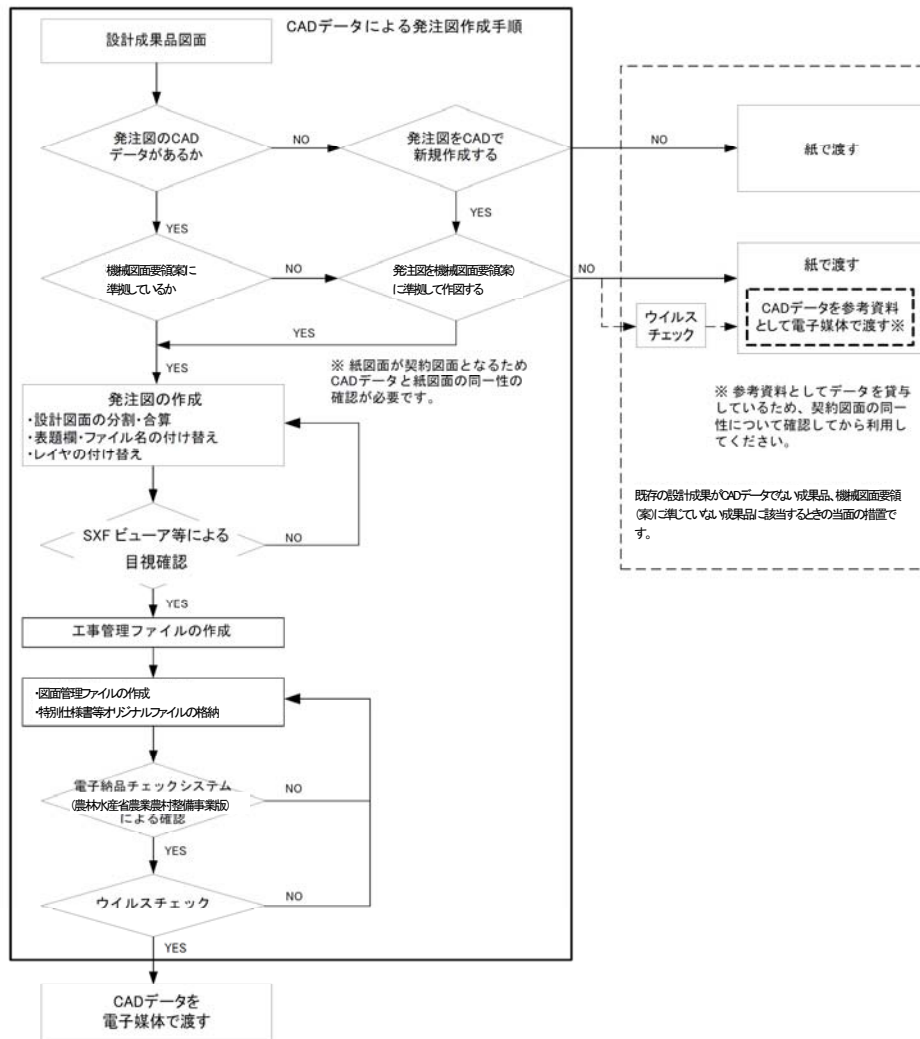 CADデータによる発注図作成手順
設計成果品図面
発注図のCAD
データがあるか
NO
発注図をCADで
新規作成する
NO
紙で渡す
YES
YES
機械図面要領(案)に
準拠しているか
NO
発注図を機械図面要領(案)
に準拠して作図する
NO
紙で渡す
CADデータを参考資料
として電子媒体で渡す※
ウイルス
チェック
YES
YES
※ 紙図面が契約図面となるため
CADデータと紙図面の同一性の
確認が必要です。
※ 参考資料としてデータを貸与
しているため、契約図面の同一
性について確認してから利用し
てください。
既存の設計成果がCADデータでない成果品、機械図面要領
(案)に準じていない成果品に該当するときの当面の措置で
す。
発注図の作成
・設計図面の分割・合算
・表題欄・ファイル名の付け替え
・レイヤの付け替え
SXF ビューア等による
目視確認
NO
YES
工事管理ファイルの作成
・図面管理ファイルの作成
・特別仕様書等オリジナルファイルの格納
電子納品チェックシステム
(農林水産省農業農村整備事業版)
による確認
NO
YES
ウイルスチェック
NO
YES
CADデータを
電子媒体で渡す